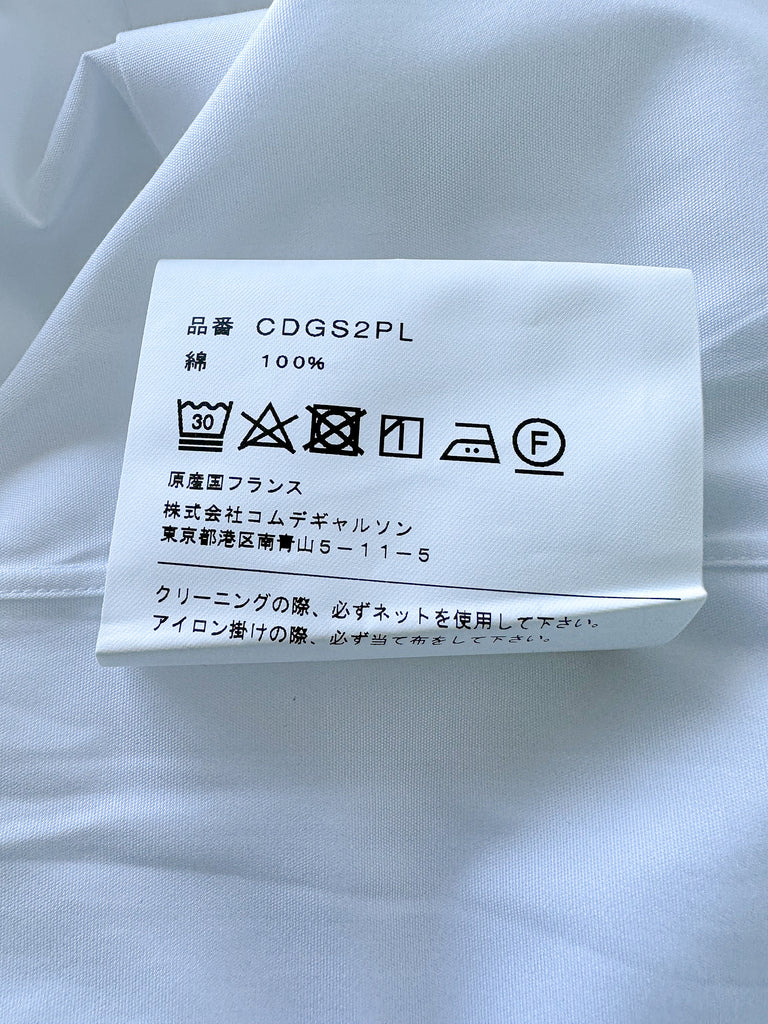 品番 CDGS2PL
綿 100%
30
F
原産国フランス
株式会社コムデギャルソン
東京都港区南青山5-11-5
クリーニングの際、必ずネットを使用して下さい。
アイロン掛けの際、必ず当て布をして下さい。